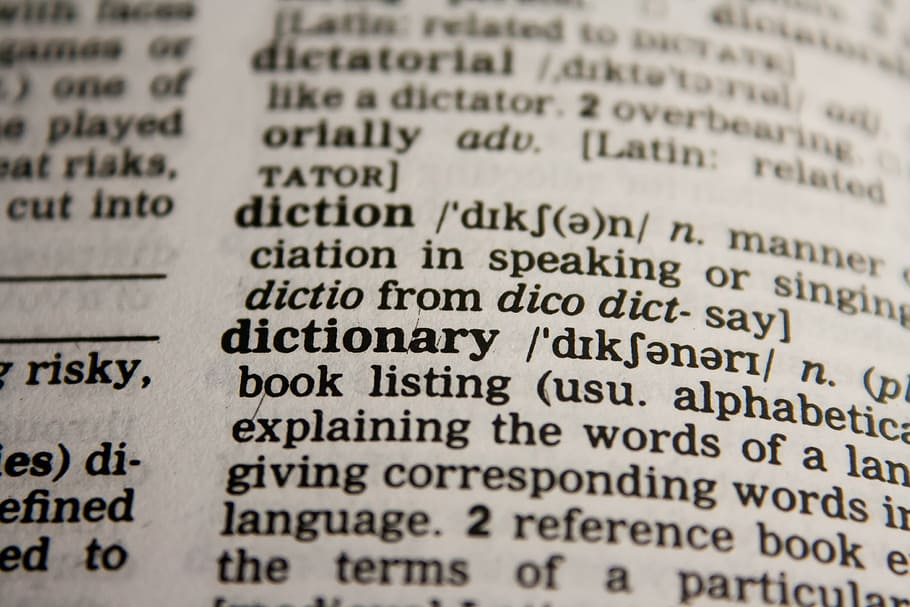 with faces
games or
.) one of
played
eat risks,
cut into
risky,
es) di-
efined
ed to
[Latin: related to DICTATE]
dictatorial /ˌdɪktəˈtɔːrɪəl/ adj.
like a dictator. 2 overbearing.
orially adv. [Latin: related
TATOR]
diction /ˈdɪkʃ(ə)n/ n. manner
ciation in speaking or singing
dictio from dico dict- say]
dictionary /ˈdɪkʃənərɪ/ n. (pl
book listing (usu. alphabetica
explaining the words of a lan
giving corresponding words in
language. 2 reference book e
the terms of a particular